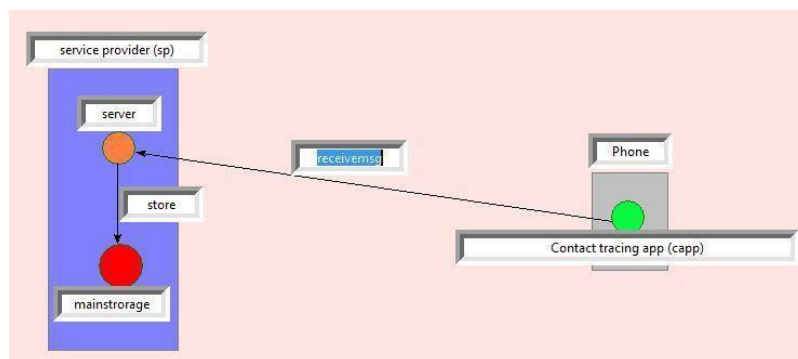 service provider (sp)
server
receivemsg
Phone
store
Contact tracing app (capp)
mainstrorage